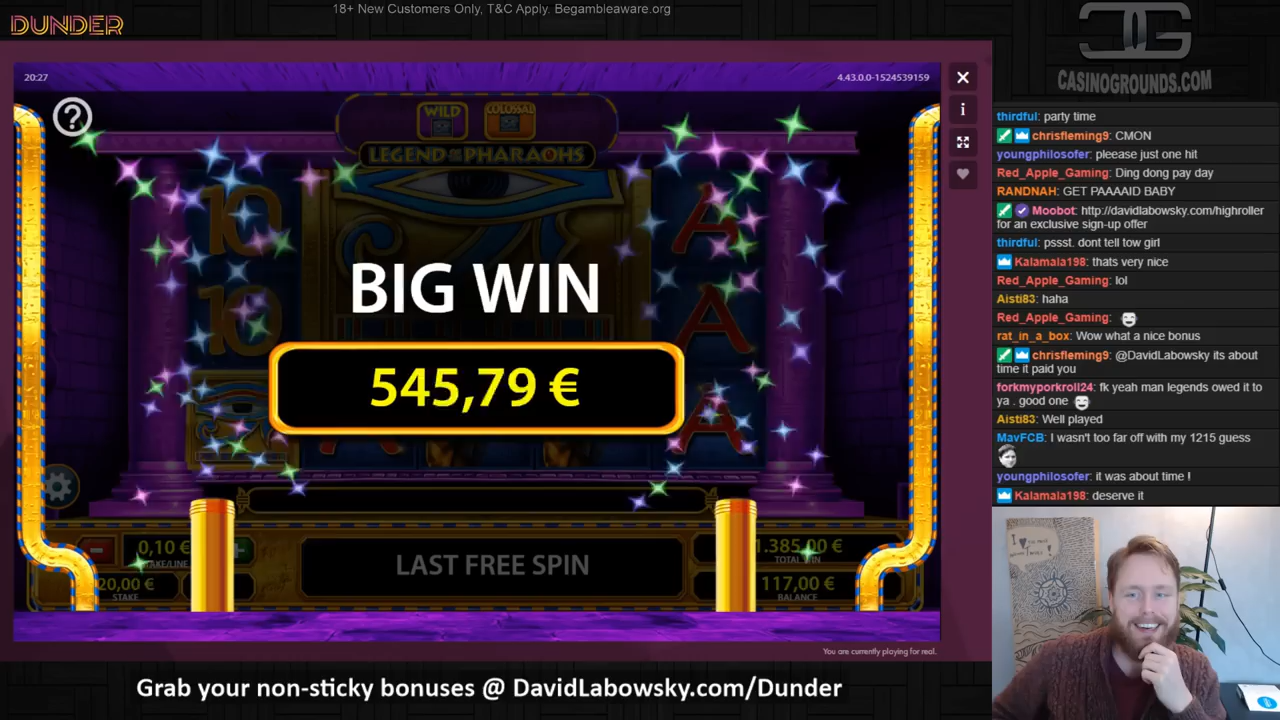 18+ New Customers Only, T&C Apply. Begambleaware.org
DUNDER
CG
CASINOGROUNDS.COM
20:27
4.43.0.0-1524539159
?
i
WILD
COLOSSAL
LEGEND OF THE PHARAOHS
10
10
A
A
A
BIG WIN
545,79 €
0,10 €
STAKE/LINE
20,00 €
STAKE
LAST FREE SPIN
1.385,00 €
TOTAL WIN
117,00 €
BALANCE
You are currently playing for real.
Grab your non-sticky bonuses @ DavidLabowsky.com/Dunder
thirdful: party time
chrisfleming9: CMON
youngphilosofer: pleease just one hit
Red_Apple_Gaming: Ding dong pay day
RANDNAH: GET PAAAAID BABY
Moobot: http://davidlabowsky.com/highroller
for an exclusive sign-up offer
thirdful: pssst. dont tell tow girl
Kalamala198: thats very nice
Red_Apple_Gaming: lol
Aisti83: haha
Red_Apple_Gaming:
rat_in_a_box: Wow what a nice bonus
chrisfleming9: @DavidLabowsky its about
time it paid you
forkmyporkroll24: fk yeah man legends owed it to
ya . good one
Aisti83: Well played
MavFCB: I wasn't too far off with my 1215 guess
youngphilosofer: it was about time !
Kalamala198: deserve it